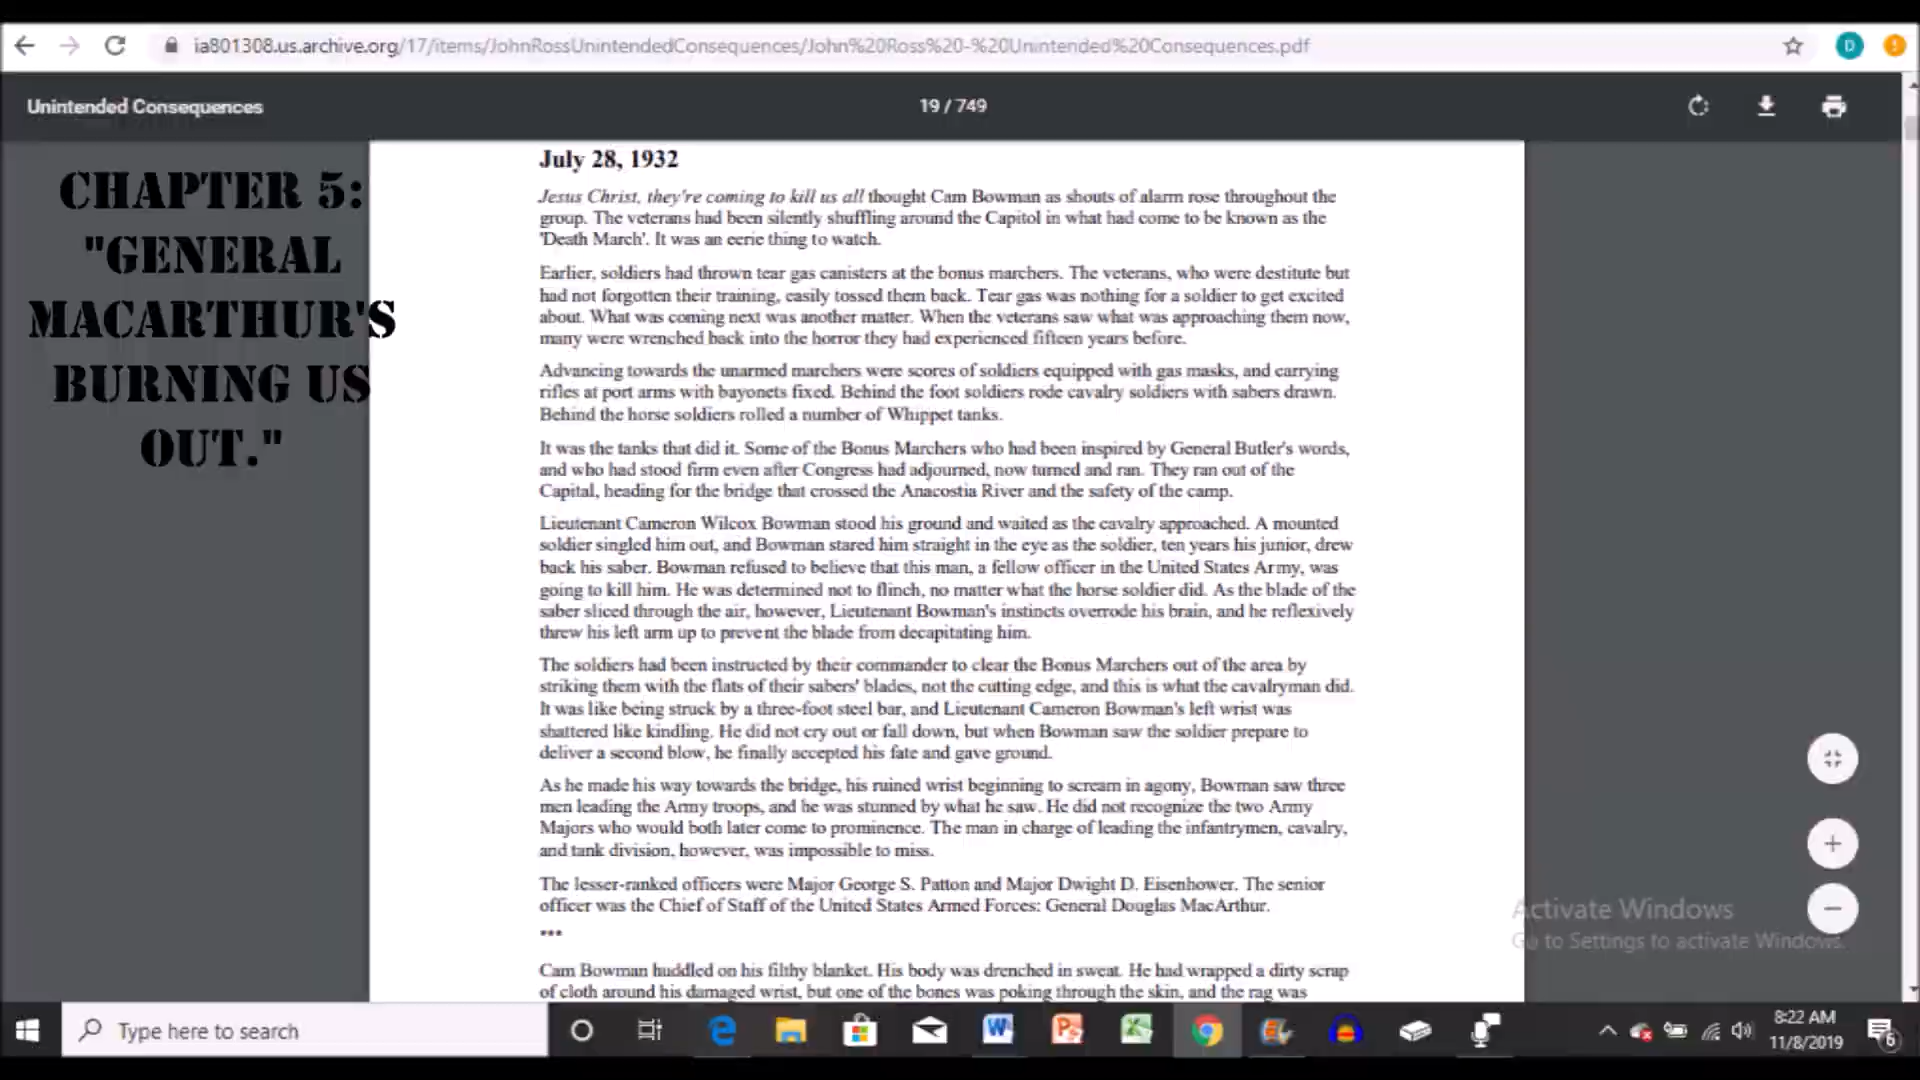 ia801308.us.archive.org/17/items/JohnRossUnintendedConsequences/John%20Ross%20-%20Unintended%20Consequences.pdf
D
Unintended Consequences
19 / 749
CHAPTER 5:
"GENERAL
MACARTHUR'S
BURNING US
OUT."
July 28, 1932
Jesus Christ, they're coming to kill us all thought Cam Bowman as shouts of alarm rose throughout the
group. The veterans had been silently shuffling around the Capitol in what had come to be known as the
'Death March'. It was an eerie thing to watch.
Earlier, soldiers had thrown tear gas canisters at the bonus marchers. The veterans, who were destitute but
had not forgotten their training, easily tossed them back. Tear gas was nothing for a soldier to get excited
about. What was coming next was another matter. When the veterans saw what was approaching them now,
many were wrenched back into the horror they had experienced fifteen years before.
Advancing towards the unarmed marchers were scores of soldiers equipped with gas masks, and carrying
rifles at port arms with bayonets fixed. Behind the foot soldiers rode cavalry soldiers with sabers drawn.
Behind the horse soldiers rolled a number of Whippet tanks.
It was the tanks that did it. Some of the Bonus Marchers who had been inspired by General Butler's words,
and who had stood firm even after Congress had adjourned, now turned and ran. They ran out of the
Capital, heading for the bridge that crossed the Anacostia River and the safety of the camp.
Lieutenant Cameron Wilcox Bowman stood his ground and waited as the cavalry approached. A mounted
soldier singled him out, and Bowman stared him straight in the eye as the soldier, ten years his junior, drew
back his saber. Bowman refused to believe that this man, a fellow officer in the United States Army, was
going to kill him. He was determined not to flinch, no matter what the horse soldier did. As the blade of the
saber sliced through the air, however, Lieutenant Bowman's instincts overrode his brain, and he reflexively
threw his left arm up to prevent the blade from decapitating him.
The soldiers had been instructed by their commander to clear the Bonus Marchers out of the area by
striking them with the flats of their sabers' blades, not the cutting edge, and this is what the cavalryman did.
It was like being struck by a three-foot steel bar, and Lieutenant Cameron Bowman's left wrist was
shattered like kindling. He did not cry out or fall down, but when Bowman saw the soldier prepare to
deliver a second blow, he finally accepted his fate and gave ground.
As he made his way towards the bridge, his ruined wrist beginning to scream in agony, Bowman saw three
men leading the Army troops, and he was stunned by what he saw. He did not recognize the two Army
Majors who would both later come to prominence. The man in charge of leading the infantrymen, cavalry,
and tank division, however, was impossible to miss.
The lesser-ranked officers were Major George S. Patton and Major Dwight D. Eisenhower. The senior
officer was the Chief of Staff of the United States Armed Forces: General Douglas MacArthur.
***
Cam Bowman huddled on his filthy blanket. His body was drenched in sweat. He had wrapped a dirty scrap
of cloth around his damaged wrist, but one of the bones was poking through the skin, and the rag was
Activate Windows
Go to Settings to activate Windows.
Type here to search
8:22 AM
11/8/2019
6